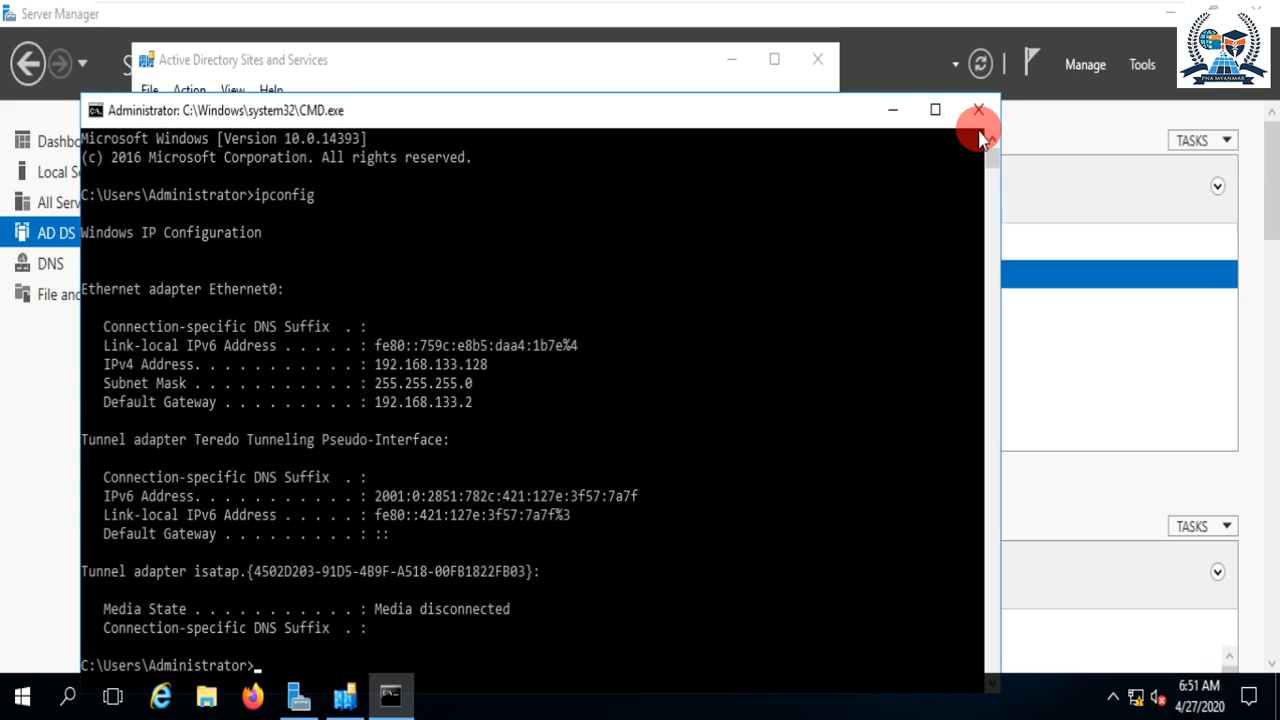 Server Manager
Active Directory Sites and Services
File Action View Help
Manage Tools
PNA MYANMAR
Administrator: C:\Windows\system32\CMD.exe
Microsoft Windows [Version 10.0.14393]
(c) 2016 Microsoft Corporation. All rights reserved.
C:\Users\Administrator>ipconfig
Windows IP Configuration
Ethernet adapter Ethernet0:
Connection-specific DNS Suffix . :
Link-local IPv6 Address . . . . . : fe80::759c:e8b5:daa4:1b7e%4
IPv4 Address. . . . . . . . . . . : 192.168.133.128
Subnet Mask . . . . . . . . . . . : 255.255.255.0
Default Gateway . . . . . . . . . : 192.168.133.2
Tunnel adapter Teredo Tunneling Pseudo-Interface:
Connection-specific DNS Suffix . :
IPv6 Address. . . . . . . . . . . : 2001:0:2851:782c:421:127e:3f57:7a7f
Link-local IPv6 Address . . . . . : fe80::421:127e:3f57:7a7f%3
Default Gateway . . . . . . . . . : ::
Tunnel adapter isatap.{4502D203-91D5-4B9F-A518-00FB1822FB03}:
Media State . . . . . . . . . . . : Media disconnected
Connection-specific DNS Suffix . :
C:\Users\Administrator>
Dashbo
Local Se
All Serv
AD DS
DNS
File and
TASKS
TASKS
6:51 AM
4/27/2020